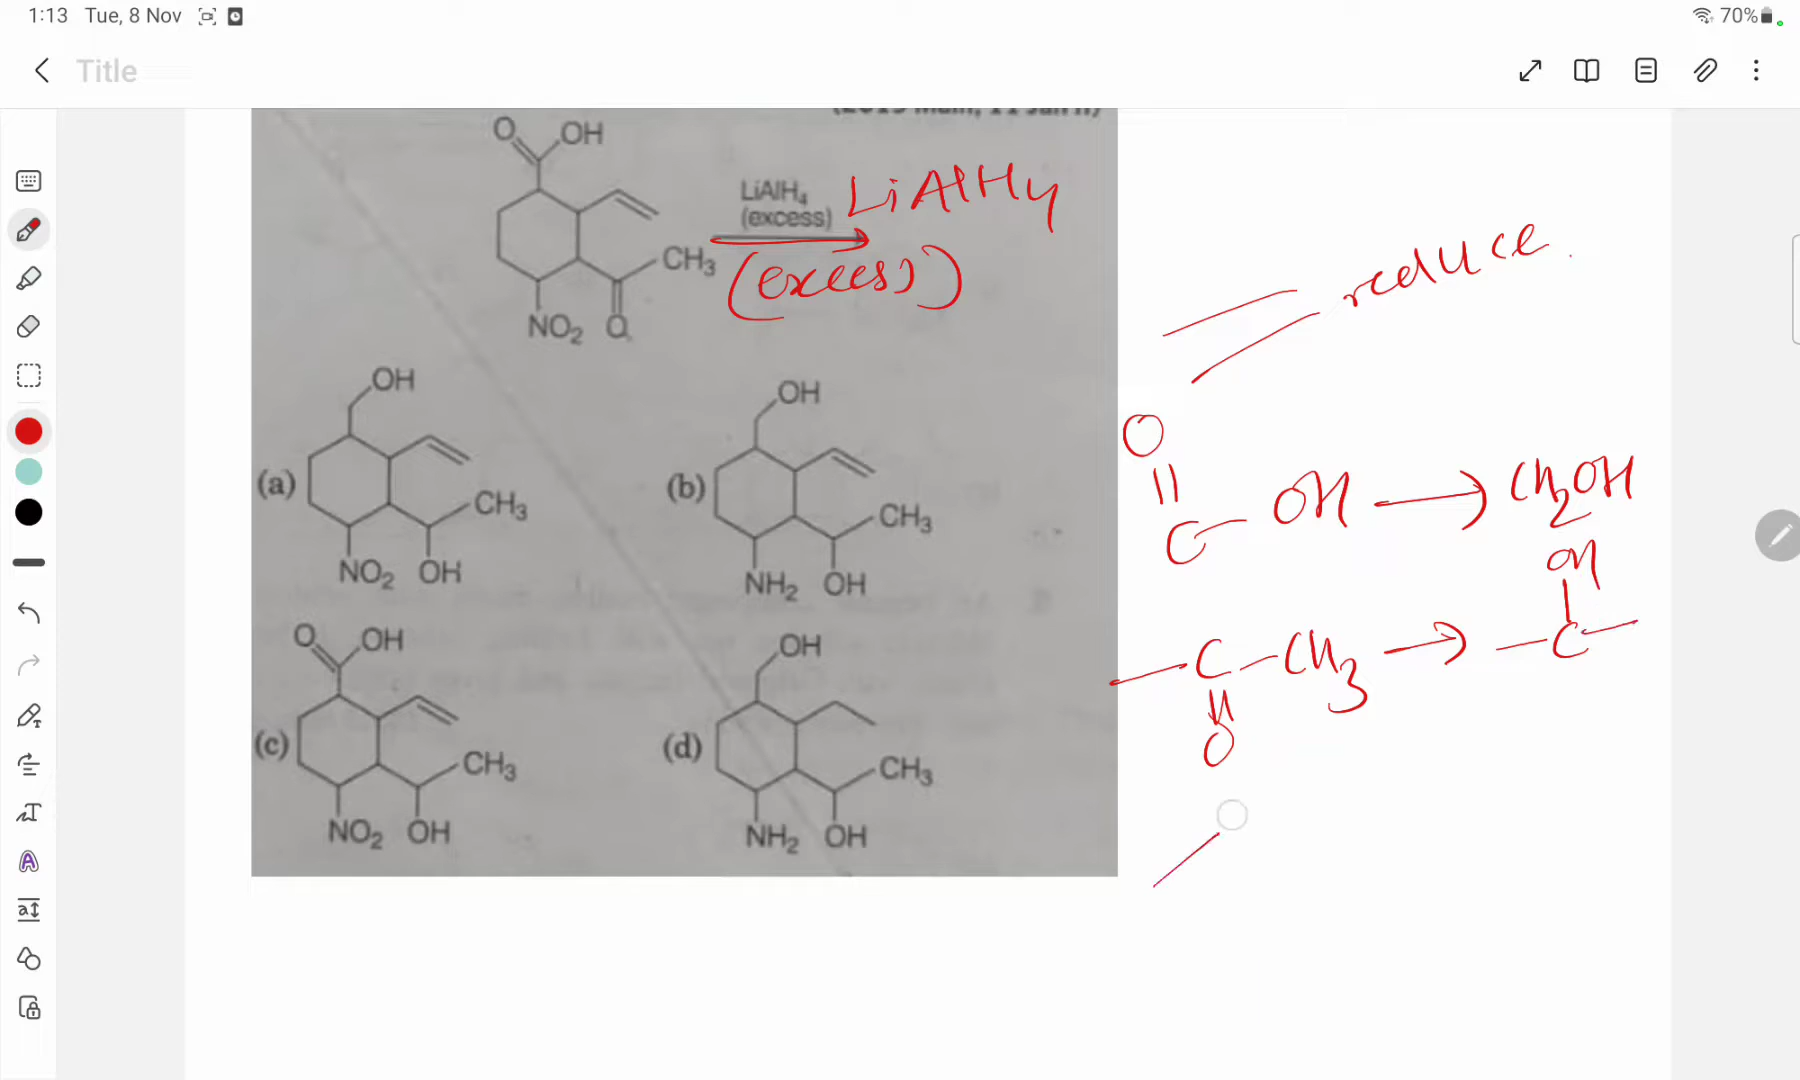 1:13 Tue, 8 Nov
70%
Title
O OH
LiAlH4
(excess)
LiAlH4
(excess)
CH3
NO2 O
reduce
OH
(a)
CH3
NO2 OH
OH
(b)
CH3
NH2 OH
O OH
(c)
CH3
NO2 OH
OH
(d)
CH3
NH2 OH
O
C OH → CH2OH
OH
C CH3 → C
O